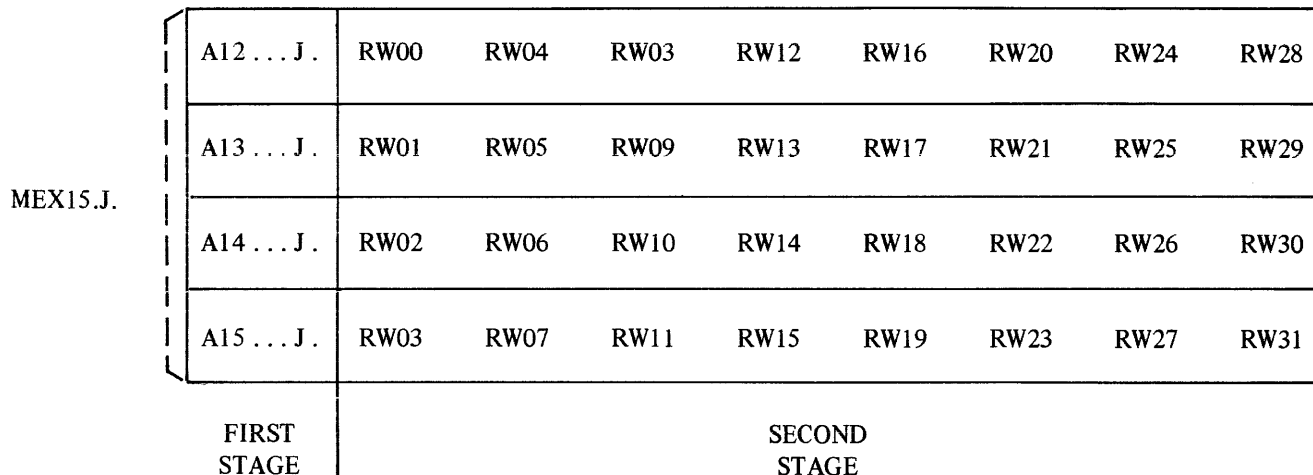 A12 . . . J . RW00 RW04 RW03 RW12 RW16 RW20 RW24 RW28
A13 . . . J . RW01 RW05 RW09 RW13 RW17 RW21 RW25 RW29
MEX15.J.
A14 . . . J . RW02 RW06 RW10 RW14 RW18 RW22 RW26 RW30
A15 . . . J . RW03 RW07 RW11 RW15 RW19 RW23 RW27 RW31
FIRST SECOND
STAGE STAGE